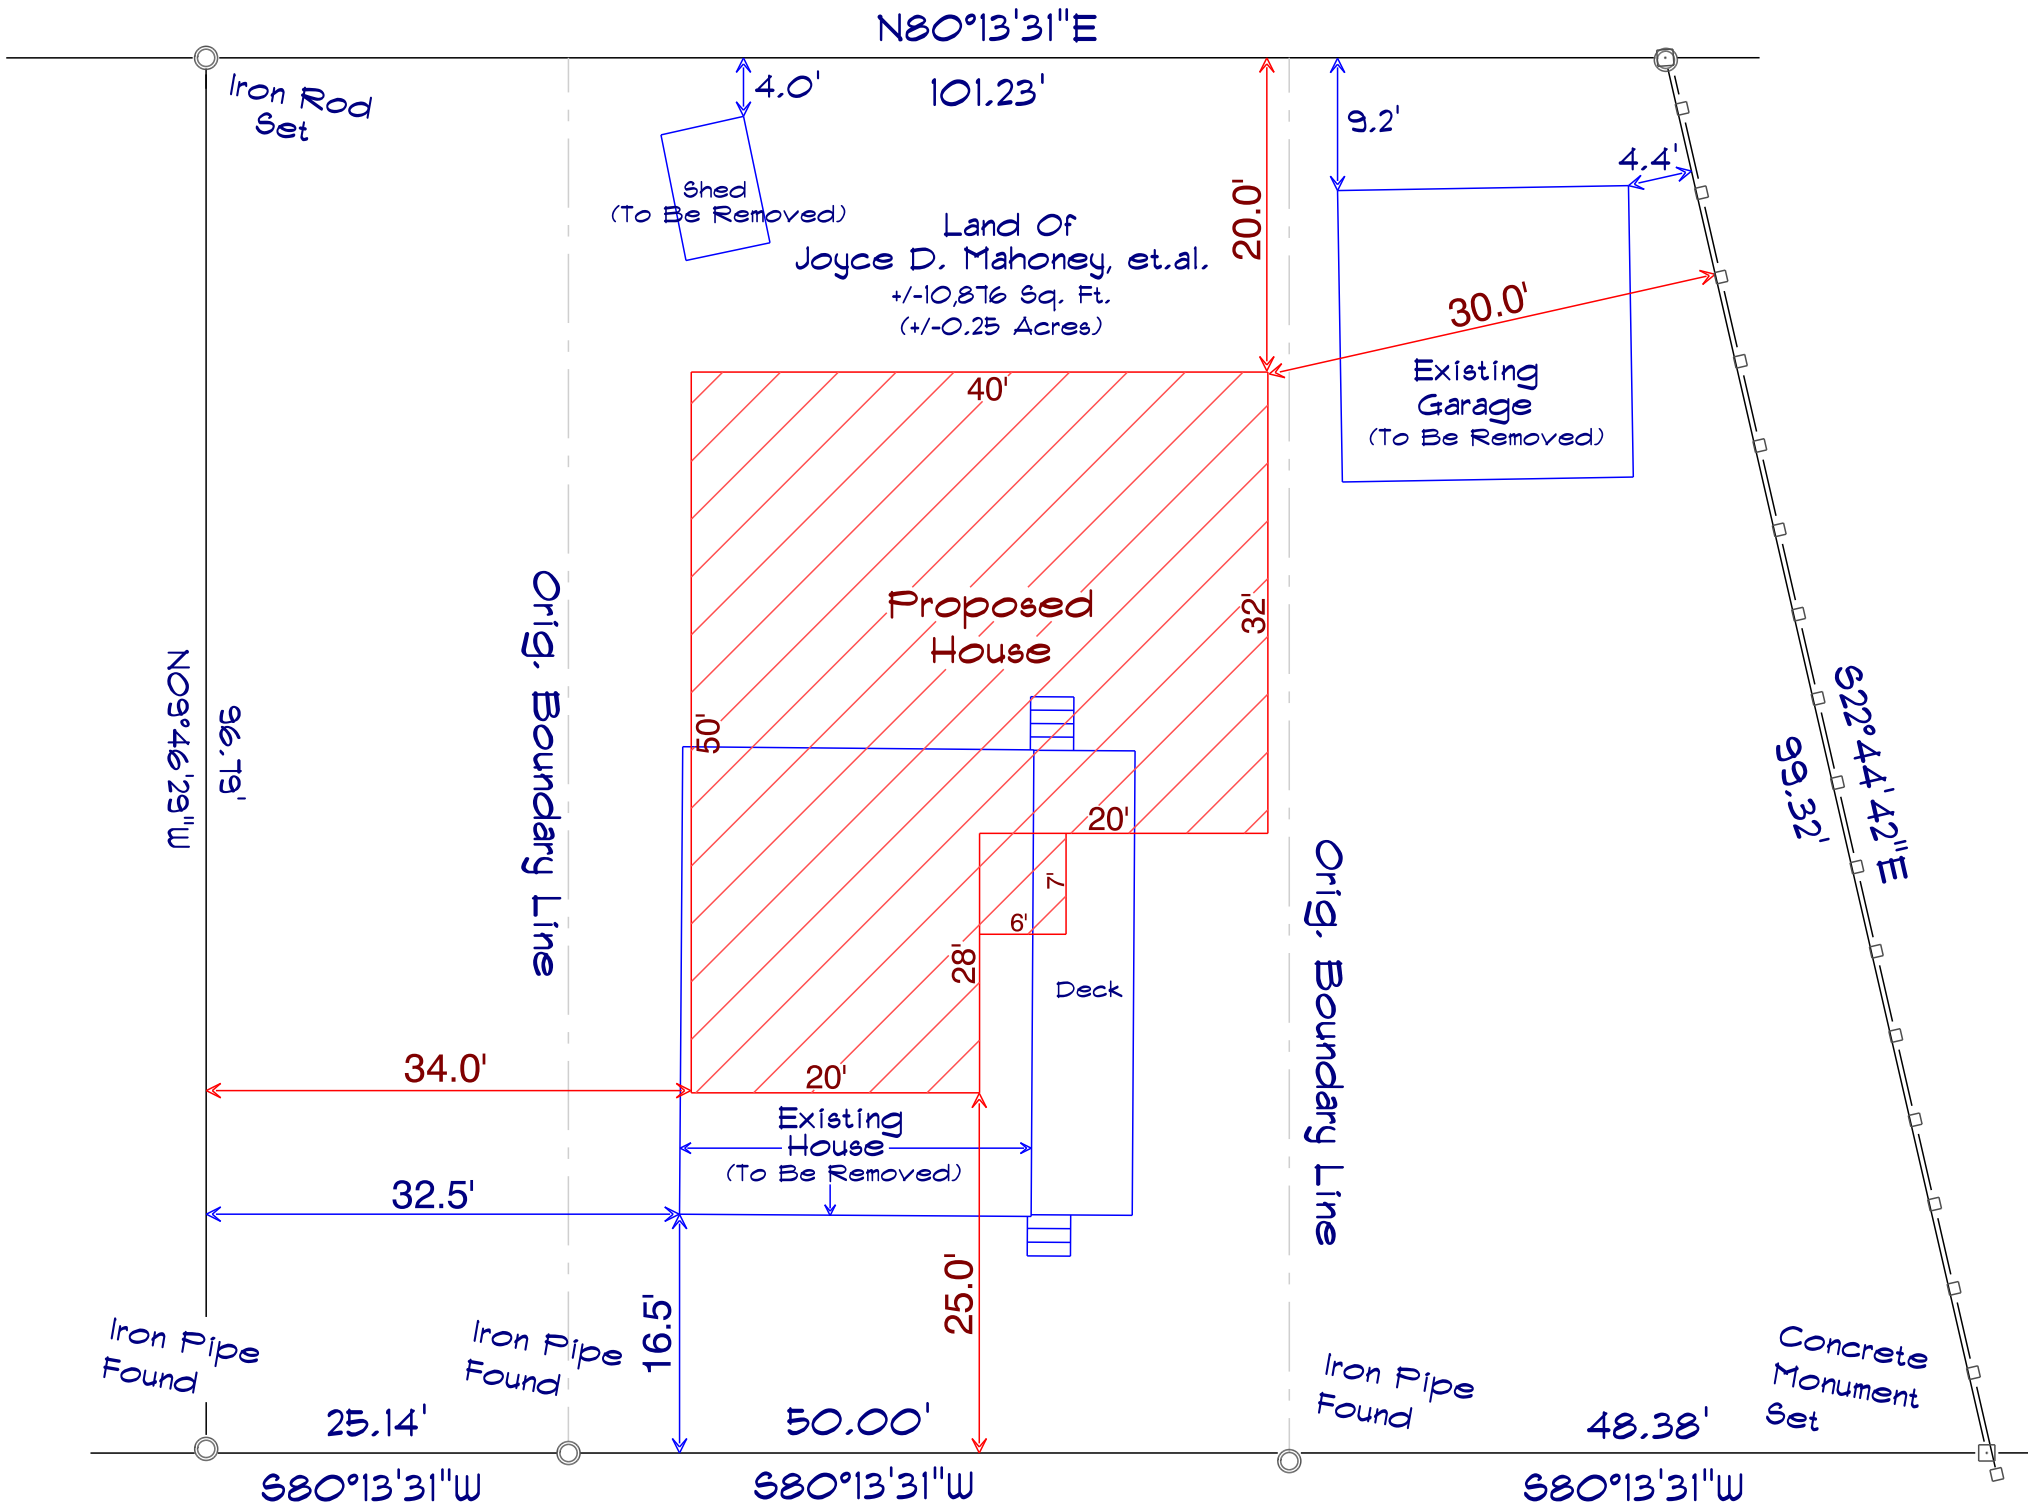 N80°13'31"E
101.23'
Iron Rod
Set
4.0'
9.2'
4.4'
Shed
(To Be Removed)
20.0'
Land Of
Joyce D. Mahoney, et.al.
+/-10,876 Sq. Ft.
(+/-0.25 Acres)
30.0'
Existing
Garage
(To Be Removed)
40'
Proposed
House
32'
50'
20'
7'
6'
28'
20'
Deck
Orig. Boundary Line
Orig. Boundary Line
N09°46'29"W
96.79'
S22°44'42"E
99.32'
34.0'
Existing
House
(To Be Removed)
32.5'
16.5'
25.0'
Iron Pipe
Found
Iron Pipe
Found
Iron Pipe
Found
Concrete
Monument
Set
25.14'
50.00'
48.38'
S80°13'31"W
S80°13'31"W
S80°13'31"W